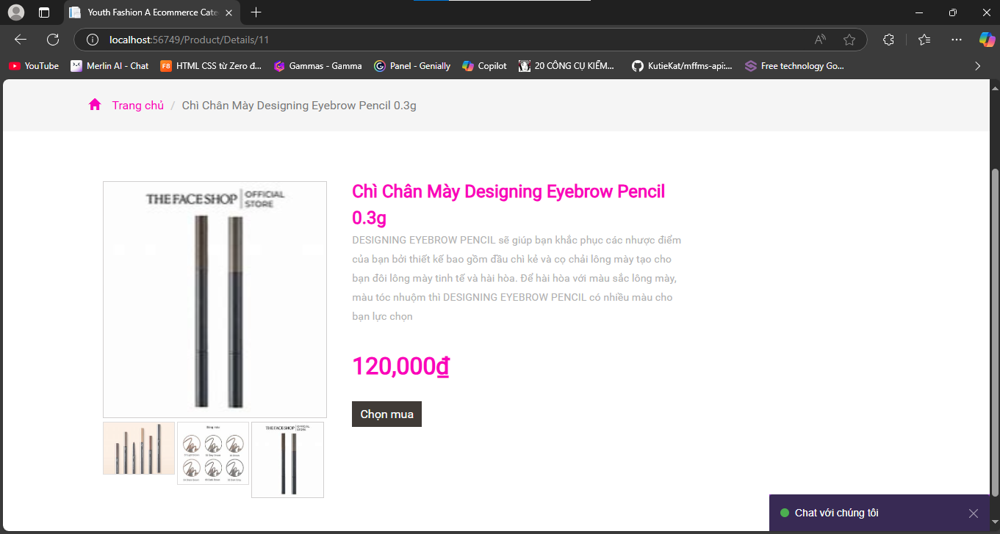 Youth Fashion A Ecommerce Cate
localhost:56749/Product/Details/11
YouTube
Merlin AI - Chat
HTML CSS từ Zero đ...
Gammas - Gamma
Panel - Genially
Copilot
20 CÔNG CỤ KIẾM...
KutieKat/mffms-api:...
Free technology Go...
Trang chủ / Chì Chân Mày Designing Eyebrow Pencil 0.3g
THE FACE SHOP
OFFICIAL
STORE
Chì Chân Mày Designing Eyebrow Pencil
0.3g
DESIGNING EYEBROW PENCIL sẽ giúp bạn khắc phục các nhược điểm
của bạn bởi thiết kế bao gồm đầu chì kẻ và cọ chải lông mày tạo cho
bạn đôi lông mày tinh tế và hài hòa. Để hài hòa với màu sắc lông mày,
màu tóc nhuộm thì DESIGNING EYEBROW PENCIL có nhiều màu cho
bạn lực chọn
120,000₫
Chọn mua
THE FACE SHOP
OFFICIAL
STORE
Chat với chúng tôi